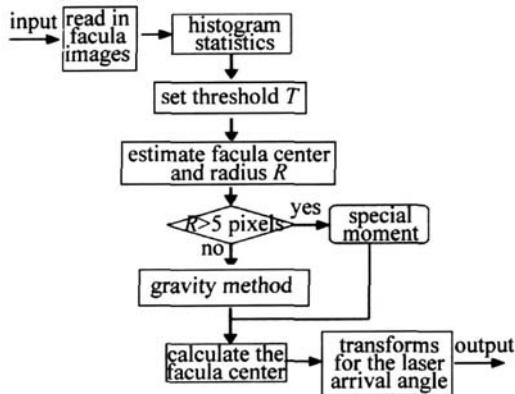 input
read in
facula
images
histogram
statistics
set threshold T
estimate facula center
and radius R
R>5 pixels
yes
no
special
moment
gravity method
calculate the
facula center
transforms
for the laser
arrival angle
output